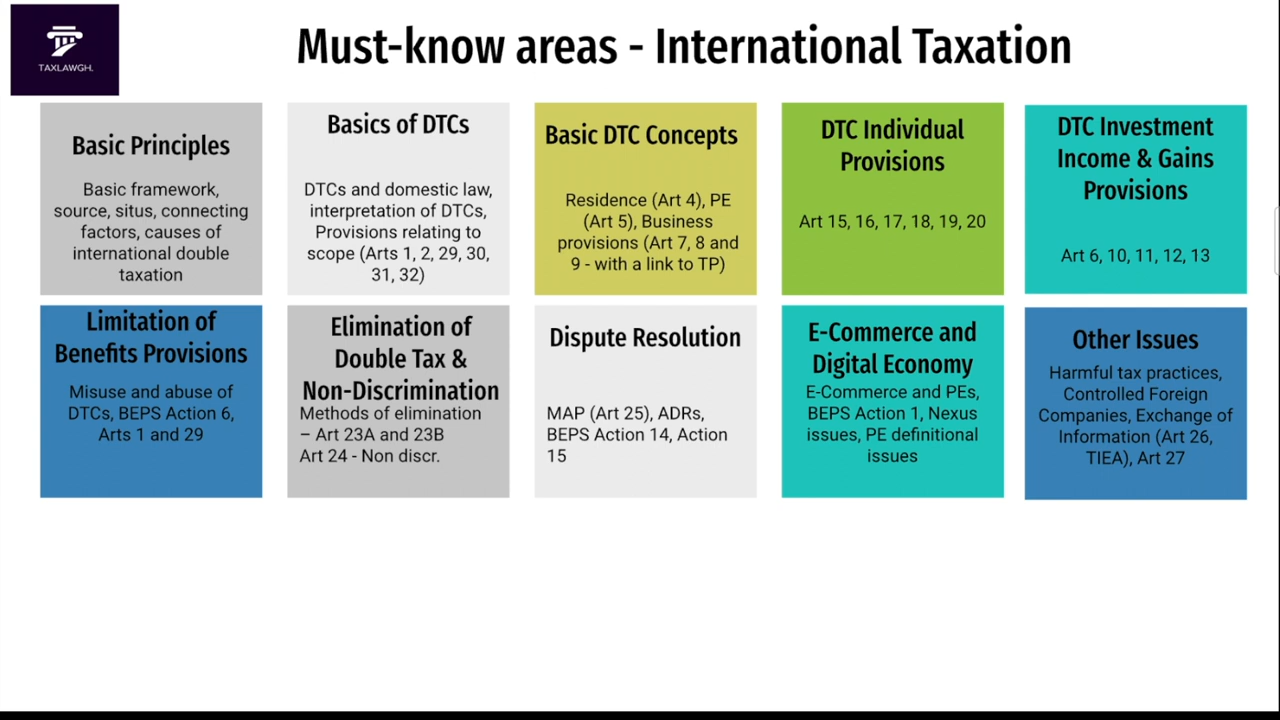 TAXLAWGH.
Must-know areas - International Taxation
Basic Principles
Basic framework,
source, situs, connecting
factors, causes of
international double
taxation
Basics of DTCs
DTCs and domestic law,
interpretation of DTCs,
Provisions relating to
scope (Arts 1, 2, 29, 30,
31, 32)
Basic DTC Concepts
Residence (Art 4), PE
(Art 5), Business
provisions (Art 7, 8 and
9 - with a link to TP)
DTC Individual
Provisions
Art 15, 16, 17, 18, 19, 20
DTC Investment
Income & Gains
Provisions
Art 6, 10, 11, 12, 13
Limitation of
Benefits Provisions
Misuse and abuse of
DTCs, BEPS Action 6,
Arts 1 and 29
Elimination of
Double Tax &
Non-Discrimination
Methods of elimination
– Art 23A and 23B
Art 24 - Non discr.
Dispute Resolution
MAP (Art 25), ADRs,
BEPS Action 14, Action
15
E-Commerce and
Digital Economy
E-Commerce and PEs,
BEPS Action 1, Nexus
issues, PE definitional
issues
Other Issues
Harmful tax practices,
Controlled Foreign
Companies, Exchange of
Information (Art 26,
TIEA), Art 27